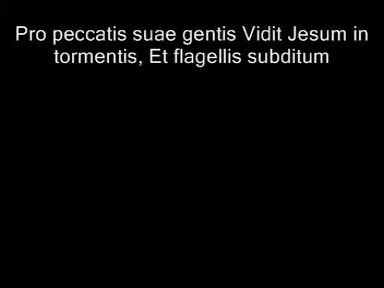 Pro peccatis suae gentis Vidit Jesum in
tormentis, Et flagellis subditum